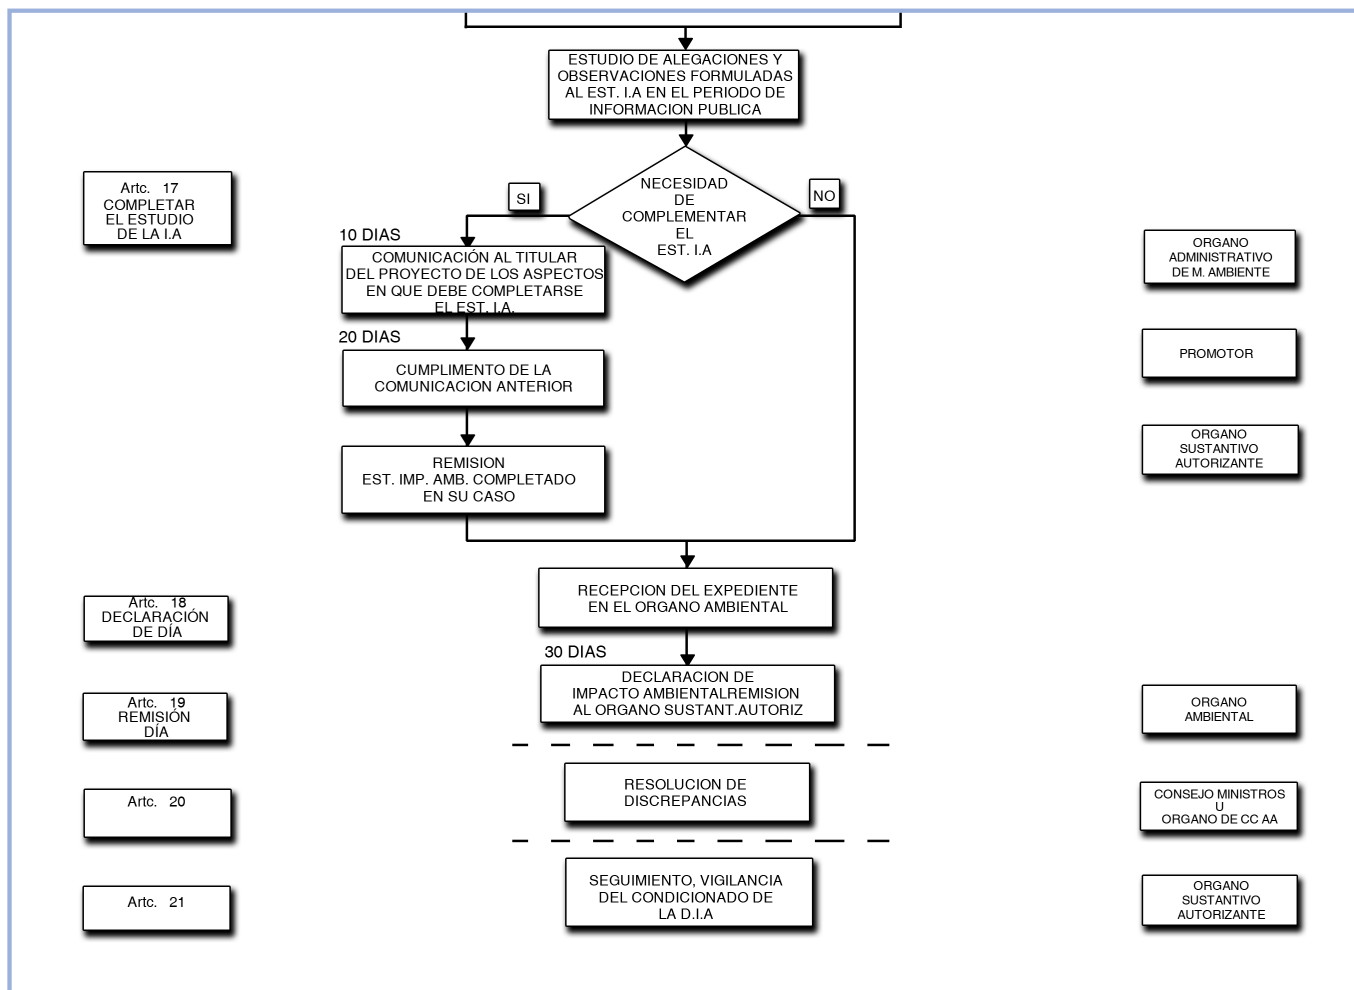 ESTUDIO DE ALEGACIONES Y
OBSERVACIONES FORMULADAS
AL EST. I.A EN EL PERIODO DE
INFORMACION PUBLICA
NECESIDAD
DE
COMPLEMENTAR
EL
EST. I.A
SI
NO
Artc. 17
COMPLETAR
EL ESTUDIO
DE LA I.A
10 DIAS
COMUNICACIÓN AL TITULAR
DEL PROYECTO DE LOS ASPECTOS
EN QUE DEBE COMPLETARSE
EL EST. I.A.
ORGANO
ADMINISTRATIVO
DE M. AMBIENTE
20 DIAS
CUMPLIMENTO DE LA
COMUNICACION ANTERIOR
PROMOTOR
REMISION
EST. IMP. AMB. COMPLETADO
EN SU CASO
ORGANO
SUSTANTIVO
AUTORIZANTE
RECEPCION DEL EXPEDIENTE
EN EL ORGANO AMBIENTAL
Artc. 18
DECLARACIÓN
DE DÍA
30 DIAS
DECLARACION DE
IMPACTO AMBIENTALREMISION
AL ORGANO SUSTANT.AUTORIZ
Artc. 19
REMISIÓN
DÍA
ORGANO
AMBIENTAL
Artc. 20
RESOLUCION DE
DISCREPANCIAS
CONSEJO MINISTROS
U
ORGANO DE CC AA
Artc. 21
SEGUIMIENTO, VIGILANCIA
DEL CONDICIONADO DE
LA D.I.A
ORGANO
SUSTANTIVO
AUTORIZANTE